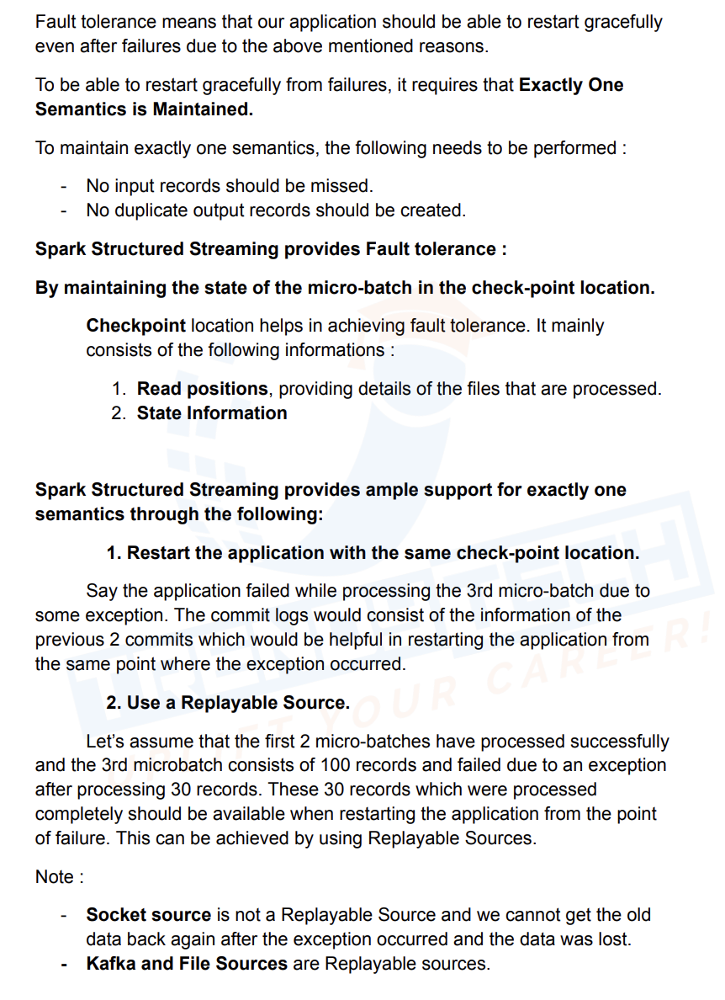 Fault tolerance means that our application should be able to restart gracefully
even after failures due to the above mentioned reasons.
To be able to restart gracefully from failures, it requires that Exactly One
Semantics is Maintained.
To maintain exactly one semantics, the following needs to be performed :
- No input records should be missed.
- No duplicate output records should be created.
Spark Structured Streaming provides Fault tolerance :
By maintaining the state of the micro-batch in the check-point location.
Checkpoint location helps in achieving fault tolerance. It mainly
consists of the following informations :
1. Read positions, providing details of the files that are processed.
2. State Information
Spark Structured Streaming provides ample support for exactly one
semantics through the following:
1. Restart the application with the same check-point location.
Say the application failed while processing the 3rd micro-batch due to
some exception. The commit logs would consist of the information of the
previous 2 commits which would be helpful in restarting the application from
the same point where the exception occurred.
2. Use a Replayable Source.
Let’s assume that the first 2 micro-batches have processed successfully
and the 3rd microbatch consists of 100 records and failed due to an exception
after processing 30 records. These 30 records which were processed
completely should be available when restarting the application from the point
of failure. This can be achieved by using Replayable Sources.
Note :
- Socket source is not a Replayable Source and we cannot get the old
data back again after the exception occurred and the data was lost.
- Kafka and File Sources are Replayable sources.
YOUR CAREER!